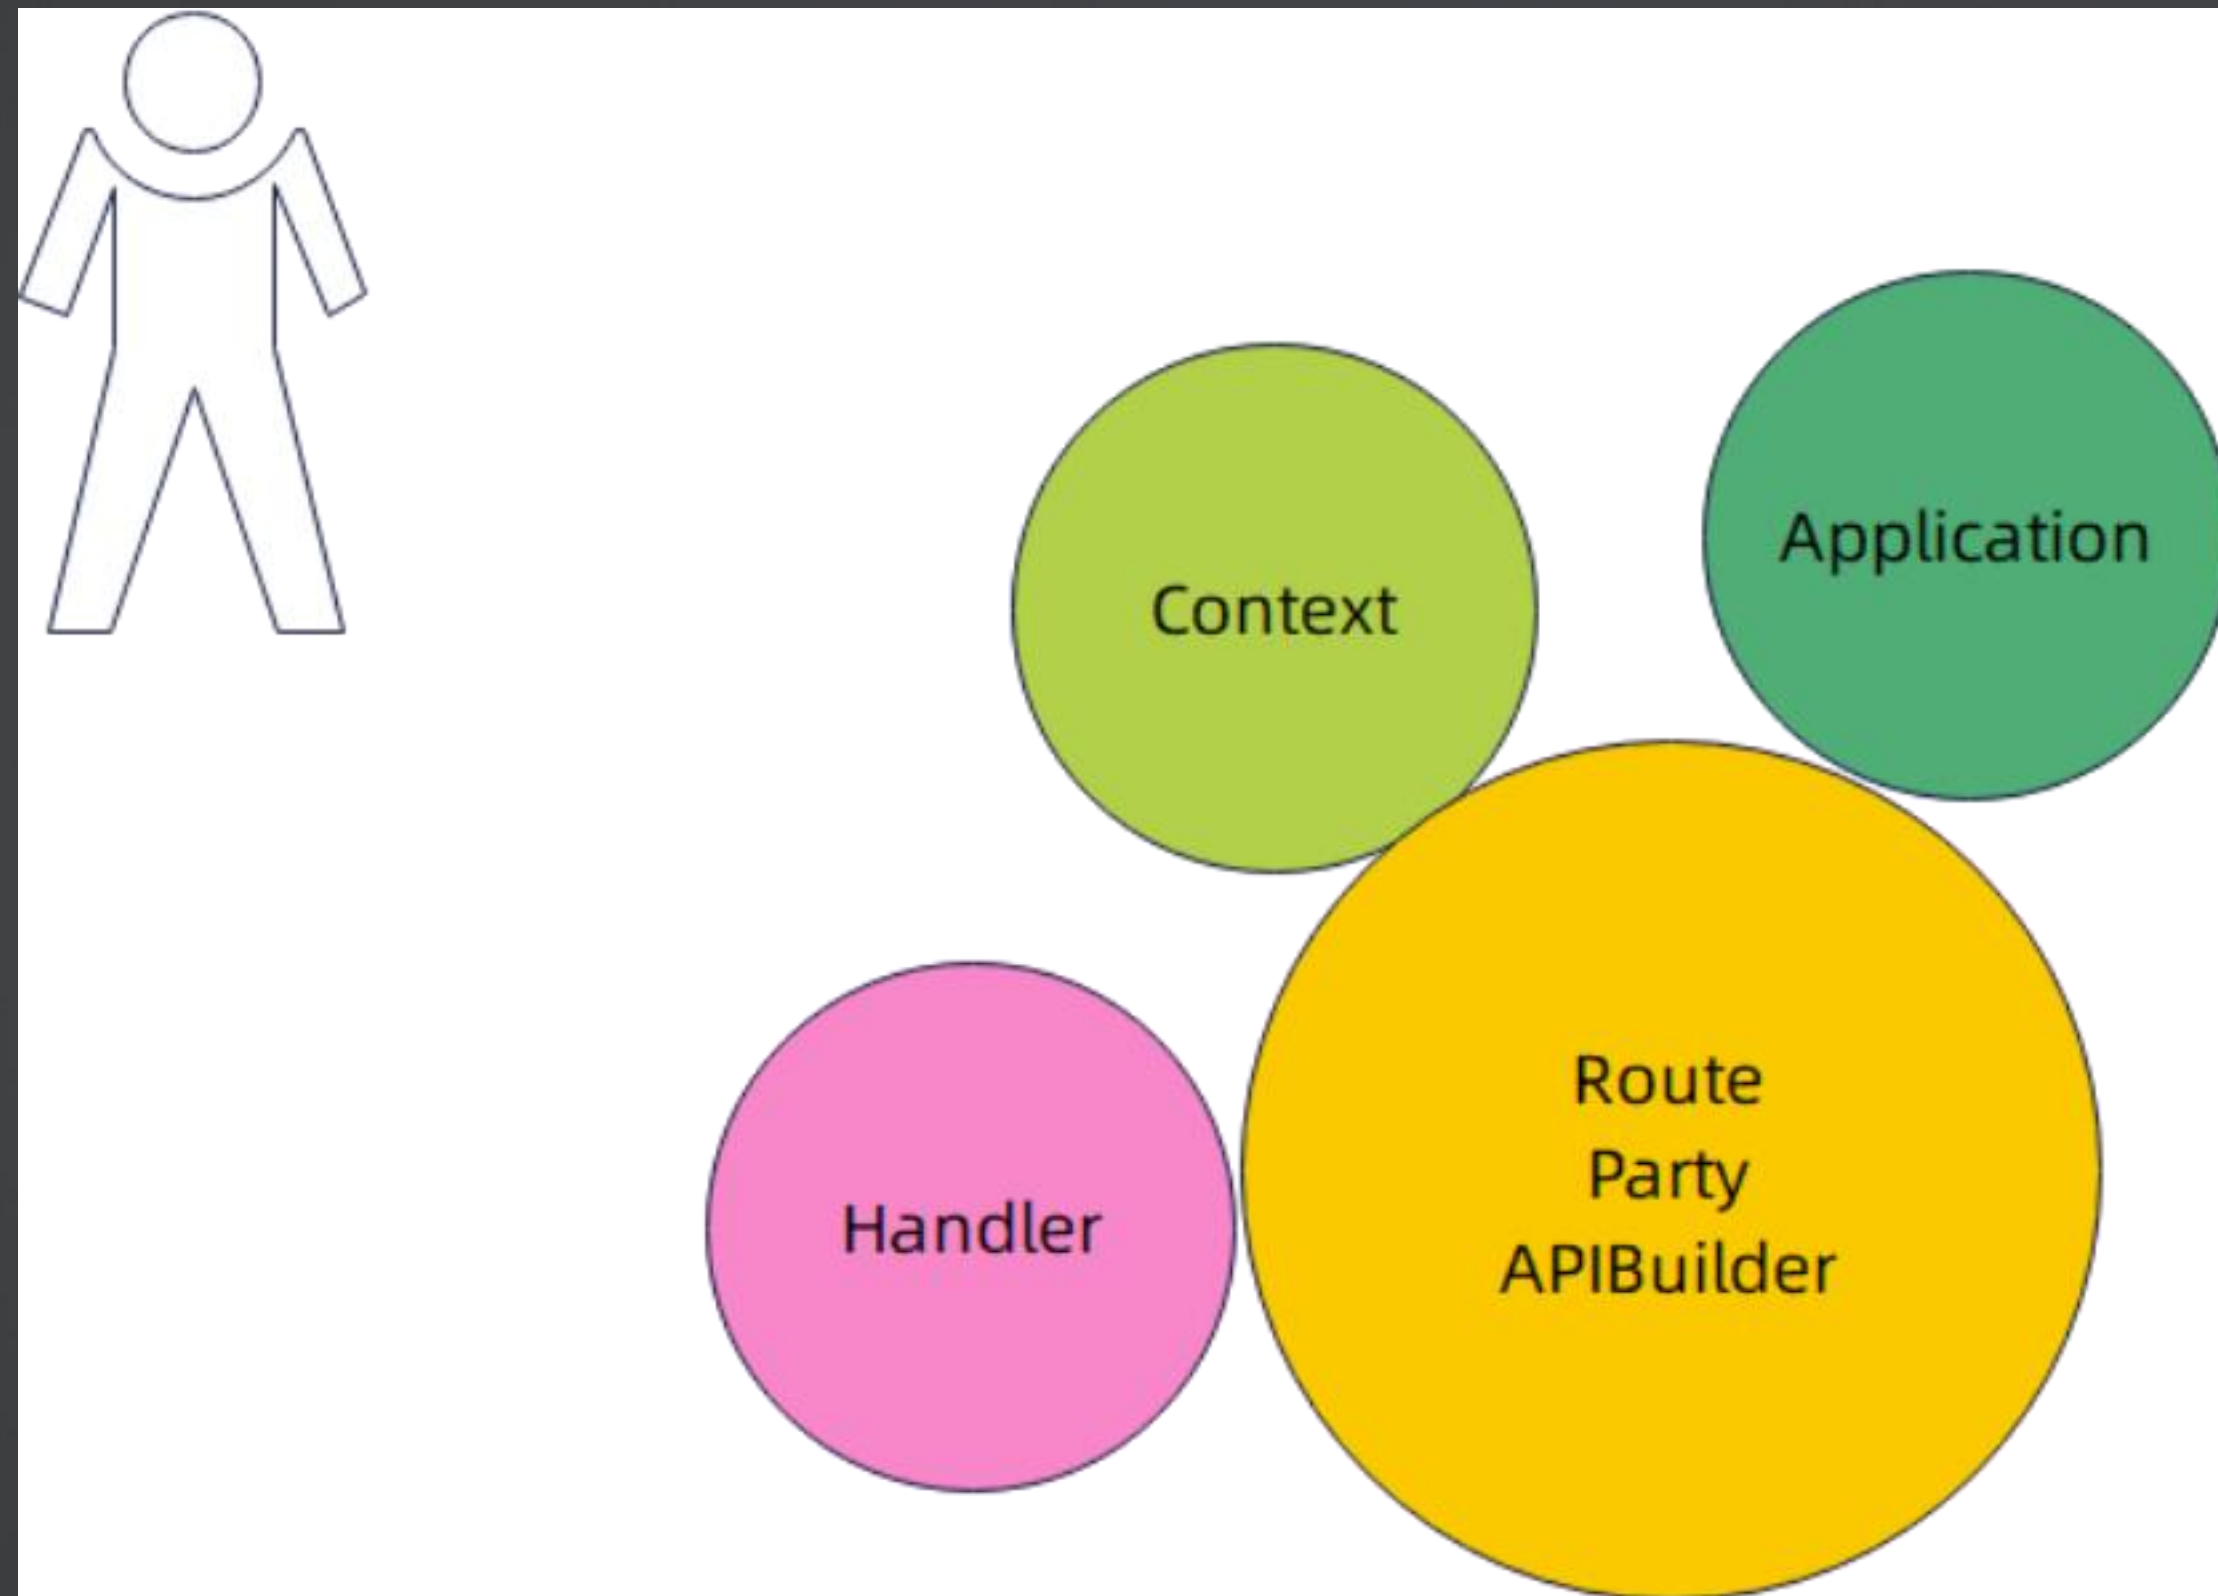 Application
Context
Route
Party
APIBuilder
Handler